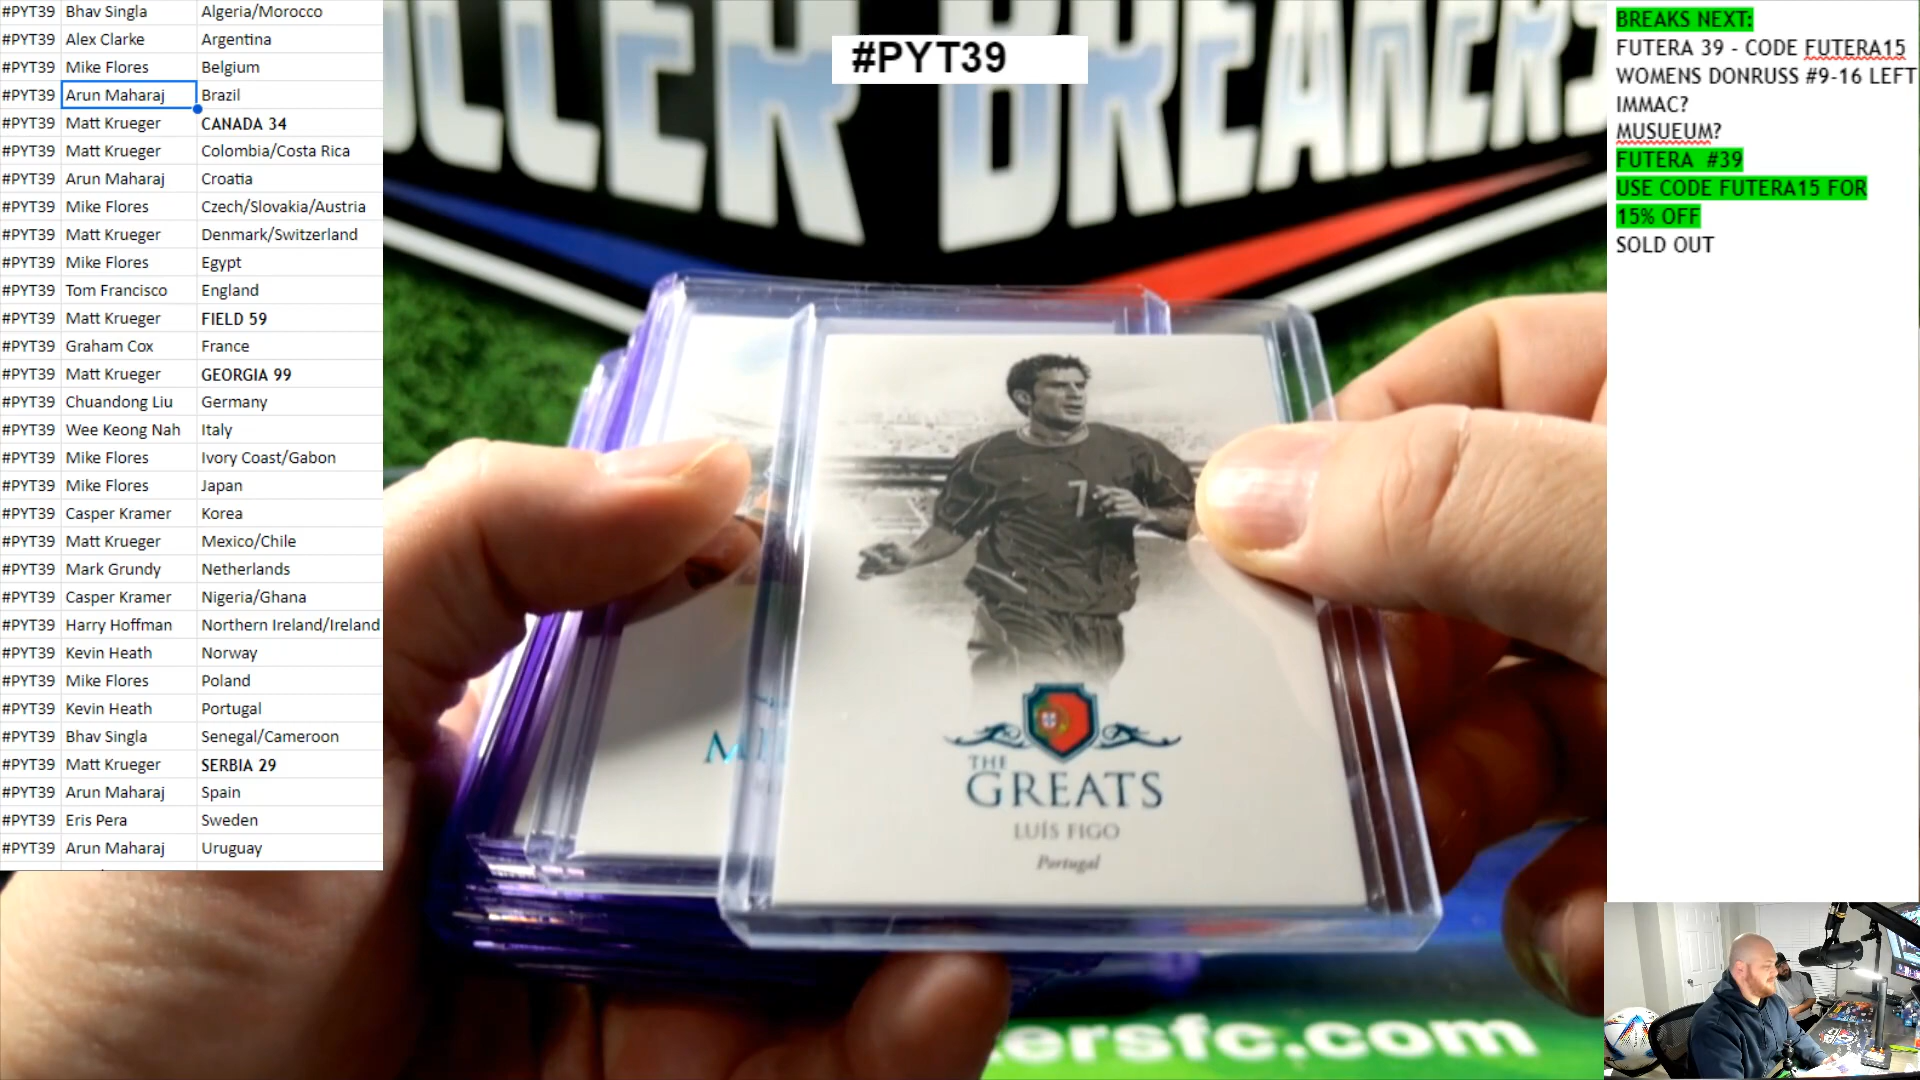 #PYT39 Bhav Singla Algeria/Morocco
#PYT39 Alex Clarke Argentina
#PYT39 Mike Flores Belgium
#PYT39 Arun Maharaj Brazil
#PYT39 Matt Krueger CANADA 34
#PYT39 Matt Krueger Colombia/Costa Rica
#PYT39 Arun Maharaj Croatia
#PYT39 Mike Flores Czech/Slovakia/Austria
#PYT39 Matt Krueger Denmark/Switzerland
#PYT39 Mike Flores Egypt
#PYT39 Tom Francisco England
#PYT39 Matt Krueger FIELD 59
#PYT39 Graham Cox France
#PYT39 Matt Krueger GEORGIA 99
#PYT39 Chuandong Liu Germany
#PYT39 Wee Keong Nah Italy
#PYT39 Mike Flores Ivory Coast/Gabon
#PYT39 Mike Flores Japan
#PYT39 Casper Kramer Korea
#PYT39 Matt Krueger Mexico/Chile
#PYT39 Mark Grundy Netherlands
#PYT39 Casper Kramer Nigeria/Ghana
#PYT39 Harry Hoffman Northern Ireland/Ireland
#PYT39 Kevin Heath Norway
#PYT39 Mike Flores Poland
#PYT39 Kevin Heath Portugal
#PYT39 Bhav Singla Senegal/Cameroon
#PYT39 Matt Krueger SERBIA 29
#PYT39 Arun Maharaj Spain
#PYT39 Eris Pera Sweden
#PYT39 Arun Maharaj Uruguay
#PYT39
CCER BREAKERS
7
THE
GREATS
LUÍS FIGO
Portugal
ersfc.com
BREAKS NEXT:
FUTERA 39 - CODE FUTERA15
WOMENS DONRUSS #9-16 LEFT
IMMAC?
MUSUEUM?
FUTERA #39
USE CODE FUTERA15 FOR
15% OFF
SOLD OUT